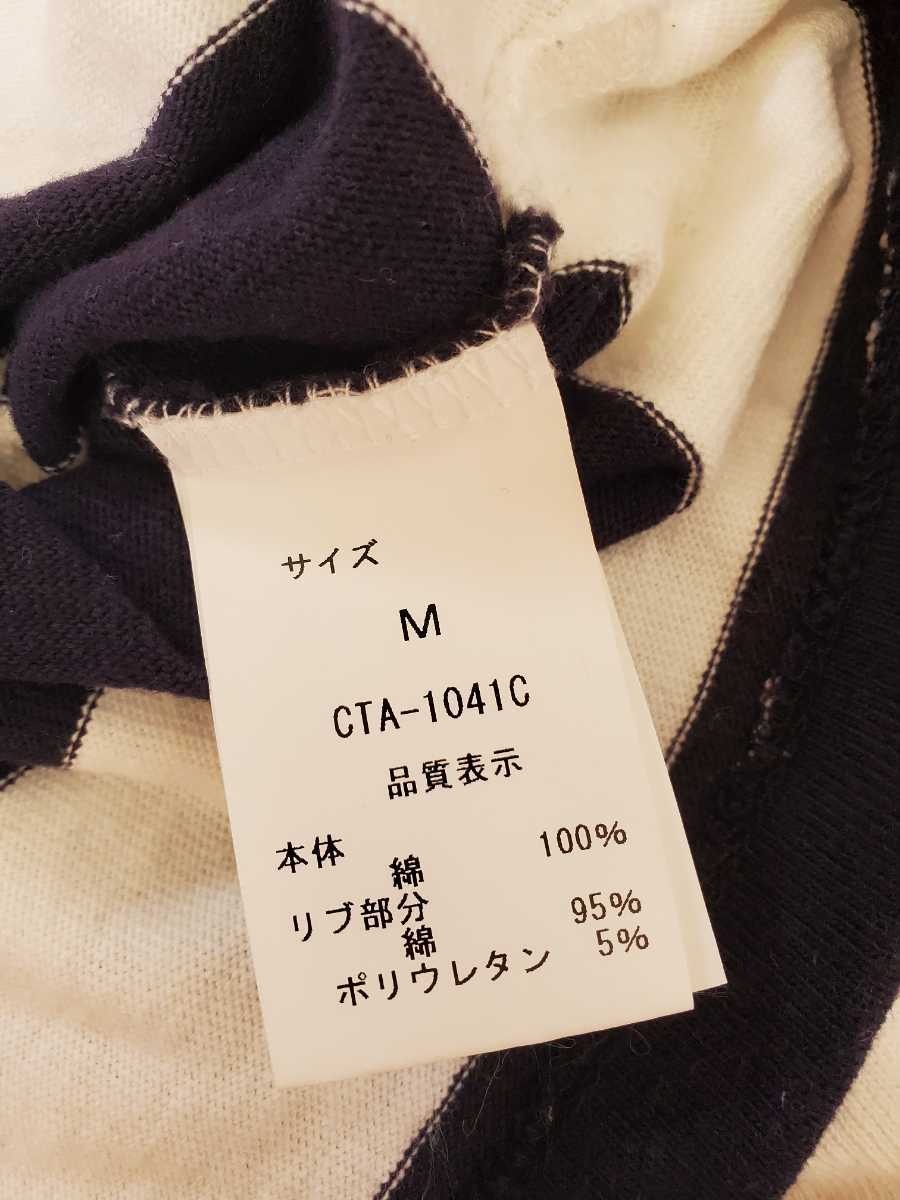 サイズ
M
CTA-1041C
品質表示
本体
綿 100%
リブ部分
綿 95%
ポリウレタン 5%